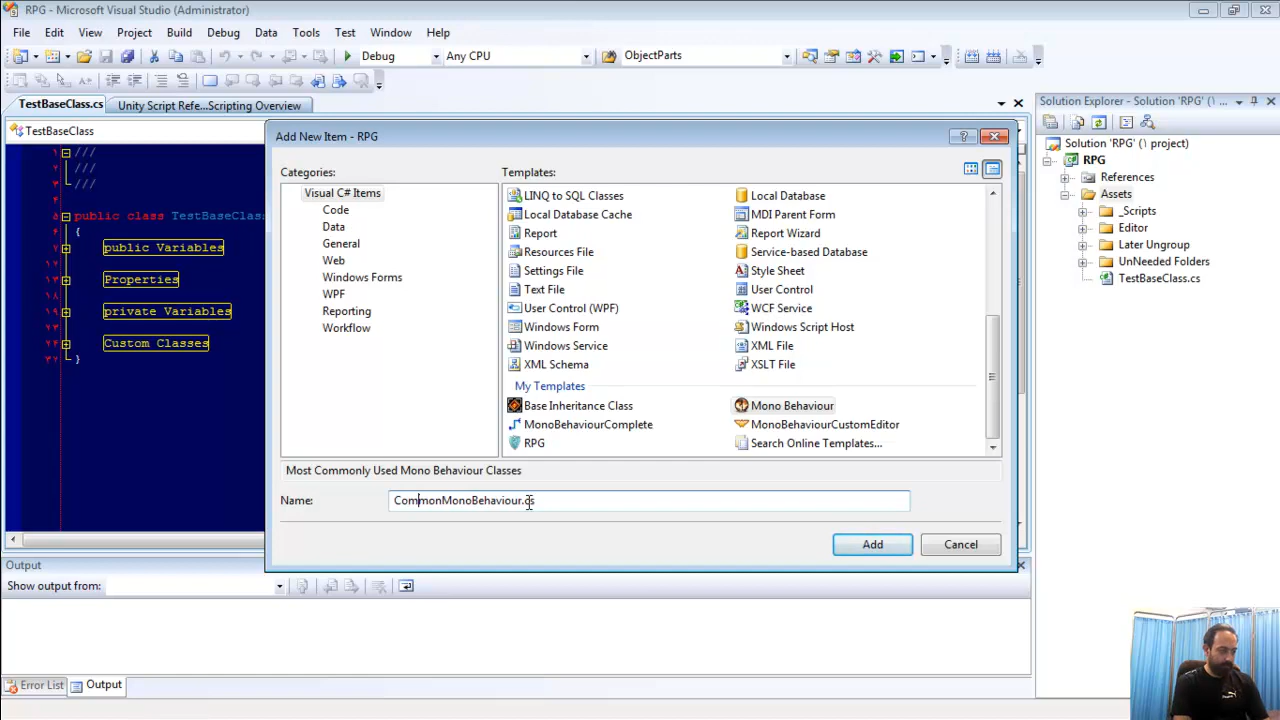 RPG - Microsoft Visual Studio (Administrator)
File Edit View Project Build Debug Data Tools Test Window Help
Debug Any CPU ObjectParts
TestBaseClass.cs Unity Script Refe...Scripting Overview
TestBaseClass
///
///
///
public class TestBaseClass
{
public Variables
Properties
private Variables
Custom Classes
}
Add New Item - RPG
Categories:
Visual C# Items
Code
Data
General
Web
Windows Forms
WPF
Reporting
Workflow
Templates:
LINQ to SQL Classes Local Database
Local Database Cache MDI Parent Form
Report Report Wizard
Resources File Service-based Database
Settings File Style Sheet
Text File User Control
User Control (WPF) WCF Service
Windows Form Windows Script Host
Windows Service XML File
XML Schema XSLT File
My Templates
Base Inheritance Class Mono Behaviour
MonoBehaviourComplete MonoBehaviourCustomEditor
RPG Search Online Templates...
Most Commonly Used Mono Behaviour Classes
Name: CommonMonoBehaviour.cs
Add Cancel
Solution Explorer - Solution 'RPG' (\ ...
Solution 'RPG' (\ project)
RPG
References
Assets
_Scripts
Editor
Later Ungroup
UnNeeded Folders
TestBaseClass.cs
Output
Show output from:
Error List Output